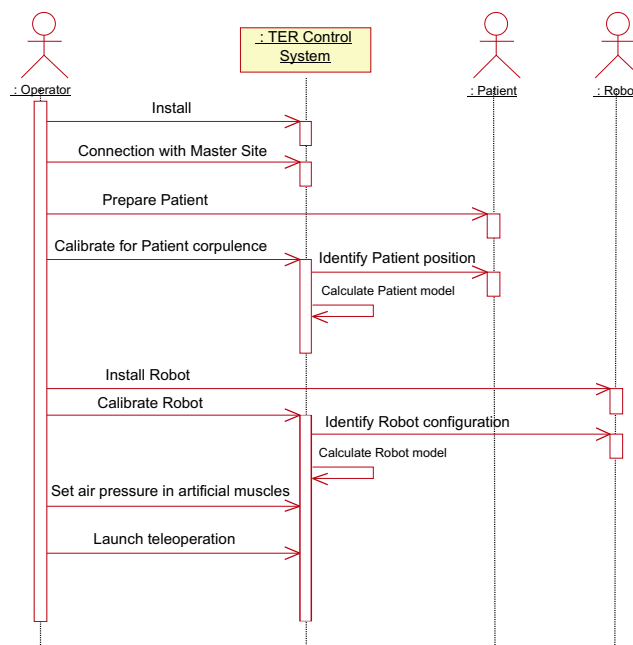 : TER Control
System
: Operator
: Patient
: Robo
Install
Connection with Master Site
Prepare Patient
Calibrate for Patient corpulence
Identify Patient position
Calculate Patient model
Install Robot
Calibrate Robot
Identify Robot configuration
Calculate Robot model
Set air pressure in artificial muscles
Launch teleoperation